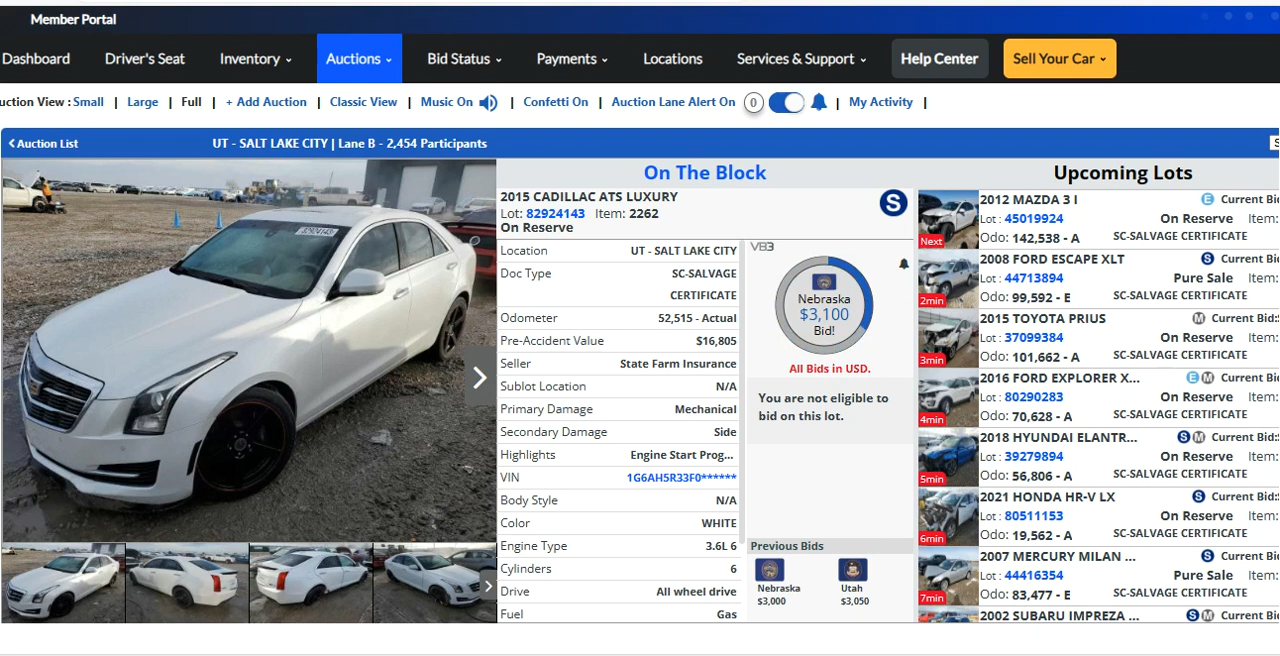 Member Portal
Dashboard Driver's Seat Inventory Auctions Bid Status Payments Locations Services & Support Help Center Sell Your Car
uction View : Small | Large | Full | + Add Auction | Classic View | Music On | Confetti On | Auction Lane Alert On 0 | My Activity |
Auction List UT - SALT LAKE CITY | Lane B - 2,454 Participants S
82924143
On The Block
2015 CADILLAC ATS LUXURY S
Lot: 82924143 Item: 2262
On Reserve
Location UT - SALT LAKE CITY
Doc Type SC-SALVAGE
CERTIFICATE
Odometer 52,515 - Actual
Pre-Accident Value $16,805
Seller State Farm Insurance
Sublot Location N/A
Primary Damage Mechanical
Secondary Damage Side
Highlights Engine Start Prog...
VIN 1G6AH5R33F0******
Body Style N/A
Color WHITE
Engine Type 3.6L 6
Cylinders 6
Drive All wheel drive
Fuel Gas
VB3
Nebraska
$3,100
Bid!
All Bids in USD.
You are not eligible to
bid on this lot.
Previous Bids
Nebraska Utah
$3,000 $3,050
Upcoming Lots
2012 MAZDA 3 I E Current Bid
Lot : 45019924 On Reserve Item:
Next Odo: 142,538 - A SC-SALVAGE CERTIFICATE
2008 FORD ESCAPE XLT S Current Bid
Lot : 44713894 Pure Sale Item:
2min Odo: 99,592 - E SC-SALVAGE CERTIFICATE
2015 TOYOTA PRIUS M Current Bid:
Lot : 37099384 On Reserve Item:
3min Odo: 101,662 - A SC-SALVAGE CERTIFICATE
2016 FORD EXPLORER X... E M Current Bid
Lot : 80290283 On Reserve Item:
4min Odo: 70,628 - A SC-SALVAGE CERTIFICATE
2018 HYUNDAI ELANTR... S M Current Bid:
Lot : 39279894 On Reserve Item:
5min Odo: 56,806 - A SC-SALVAGE CERTIFICATE
2021 HONDA HR-V LX S Current Bid:
Lot : 80511153 On Reserve Item:
6min Odo: 19,562 - A SC-SALVAGE CERTIFICATE
2007 MERCURY MILAN ... S Current Bid
Lot : 44416354 Pure Sale Item:
7min Odo: 83,477 - E SC-SALVAGE CERTIFICATE
2002 SUBARU IMPREZA ... S M Current Bid